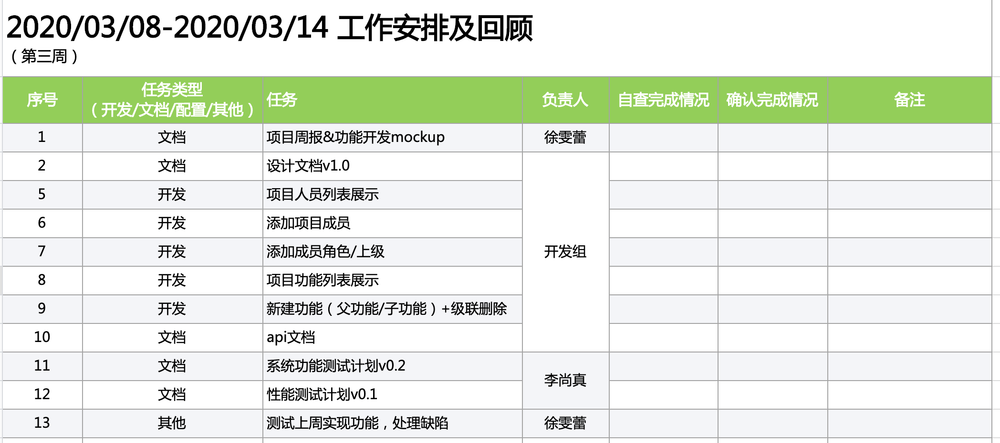 2020/03/08-2020/03/14 工作安排及回顾
（第三周）
序号 任务类型（开发/文档/配置/其他） 任务 负责人 自查完成情况 确认完成情况 备注
1 文档 项目周报&功能开发mockup 徐雯蕾
2 文档 设计文档v1.0
5 开发 项目人员列表展示
6 开发 添加项目成员
7 开发 添加成员角色/上级 开发组
8 开发 项目功能列表展示
9 开发 新建功能（父功能/子功能）+级联删除
10 文档 api文档
11 文档 系统功能测试计划v0.2 李尚真
12 文档 性能测试计划v0.1
13 其他 测试上周实现功能，处理缺陷 徐雯蕾